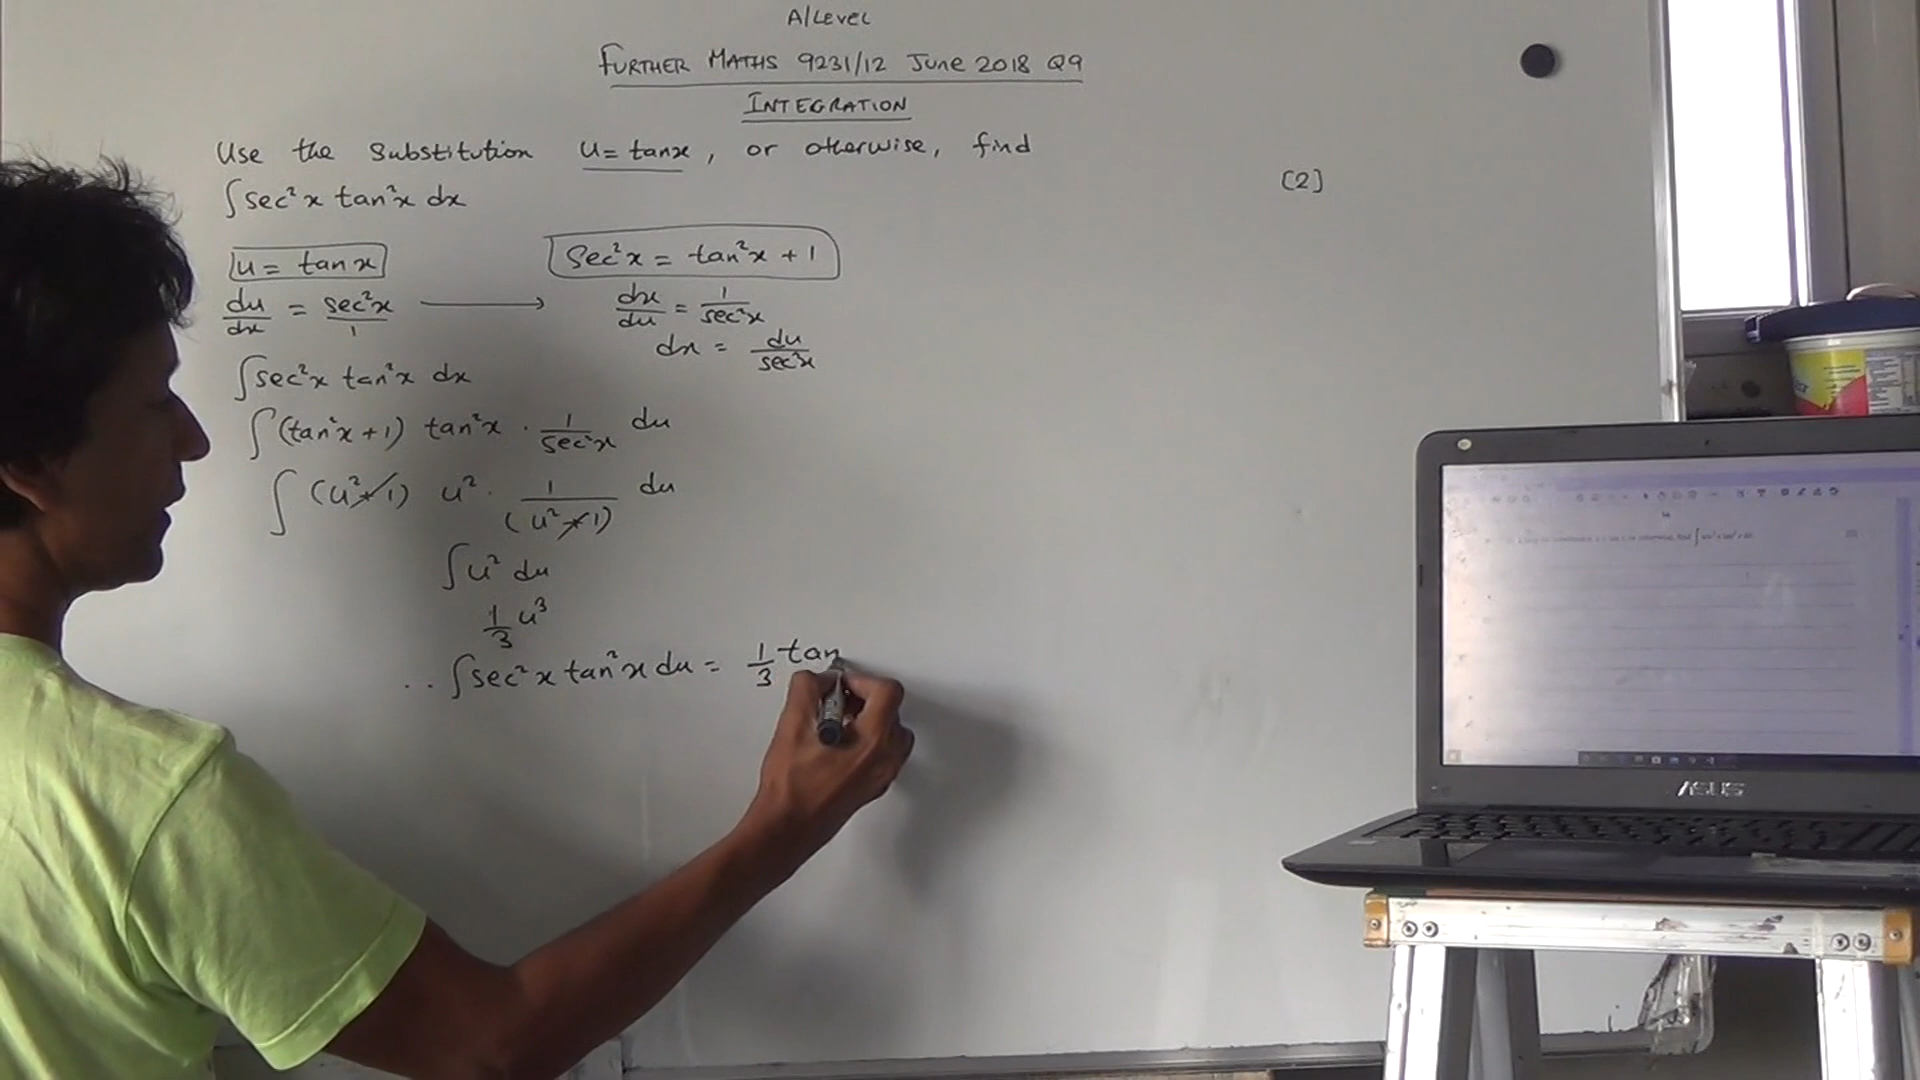 A/LEVEL
FURTHER MATHS 9231/12 June 2018 Q9
INTEGRATION
Use the Substitution u = tanx, or otherwise, find
∫ sec²x tan²x dx
[2]
u = tanx
sec²x = tan²x + 1
du/dx = sec²x/1 ⟶ dx/du = 1/sec²x
dx = du/sec²x
∫ sec²x tan²x dx
∫ (tan²x + 1) tan²x · 1/sec²x du
∫ (u² + 1) u² · 1/(u² + 1) du
∫ u² du
1/3 u³
.. ∫ sec²x tan²x du = 1/3 tan
ASUS